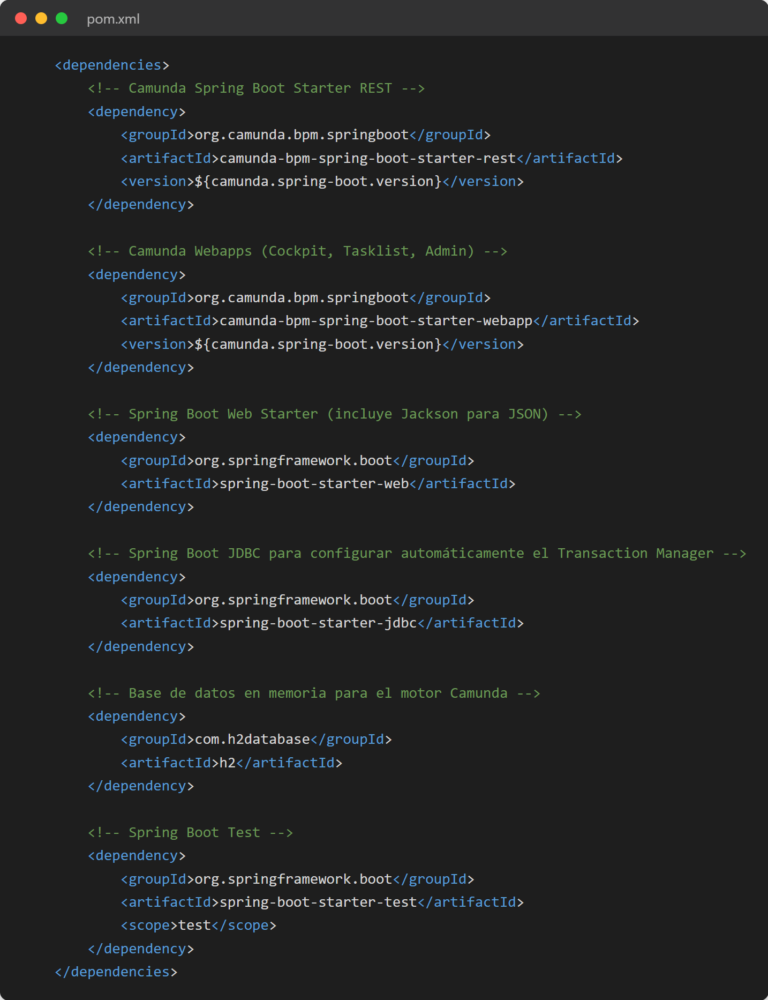 pom.xml
<dependencies>
<!-- Camunda Spring Boot Starter REST -->
<dependency>
<groupId>org.camunda.bpm.springboot</groupId>
<artifactId>camunda-bpm-spring-boot-starter-rest</artifactId>
<version>${camunda.spring-boot.version}</version>
</dependency>
<!-- Camunda Webapps (Cockpit, Tasklist, Admin) -->
<dependency>
<groupId>org.camunda.bpm.springboot</groupId>
<artifactId>camunda-bpm-spring-boot-starter-webapp</artifactId>
<version>${camunda.spring-boot.version}</version>
</dependency>
<!-- Spring Boot Web Starter (incluye Jackson para JSON) -->
<dependency>
<groupId>org.springframework.boot</groupId>
<artifactId>spring-boot-starter-web</artifactId>
</dependency>
<!-- Spring Boot JDBC para configurar automáticamente el Transaction Manager -->
<dependency>
<groupId>org.springframework.boot</groupId>
<artifactId>spring-boot-starter-jdbc</artifactId>
</dependency>
<!-- Base de datos en memoria para el motor Camunda -->
<dependency>
<groupId>com.h2database</groupId>
<artifactId>h2</artifactId>
</dependency>
<!-- Spring Boot Test -->
<dependency>
<groupId>org.springframework.boot</groupId>
<artifactId>spring-boot-starter-test</artifactId>
<scope>test</scope>
</dependency>
</dependencies>